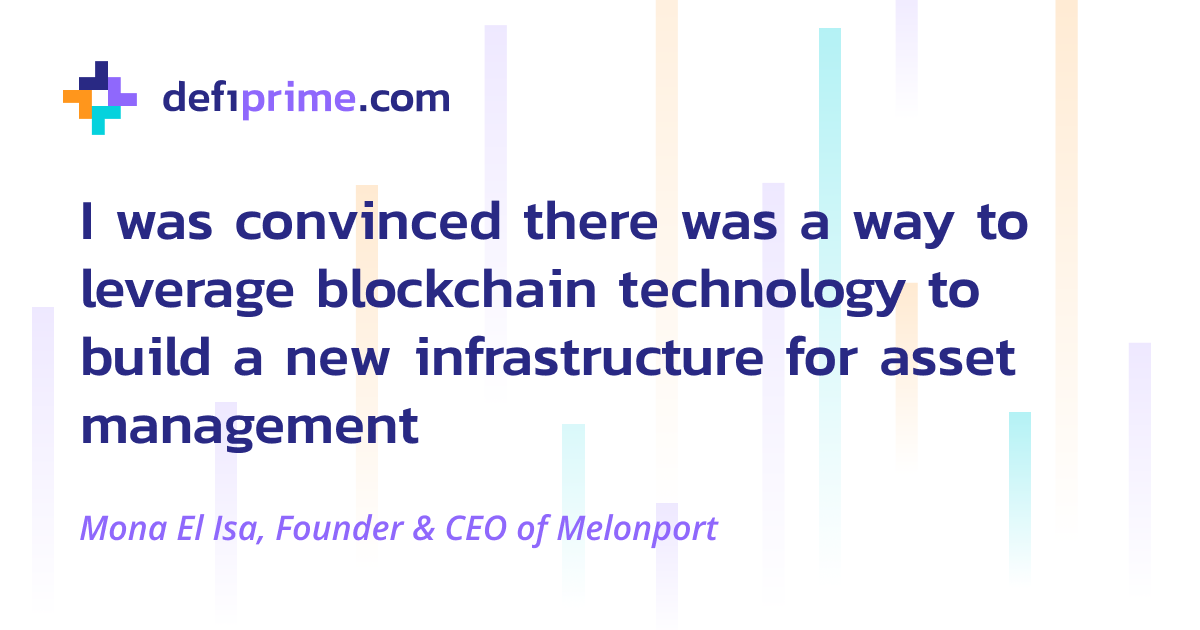 defiprime.com
I was convinced there was a way to
leverage blockchain technology to
build a new infrastructure for asset
management
Mona El Isa, Founder & CEO of Melonport